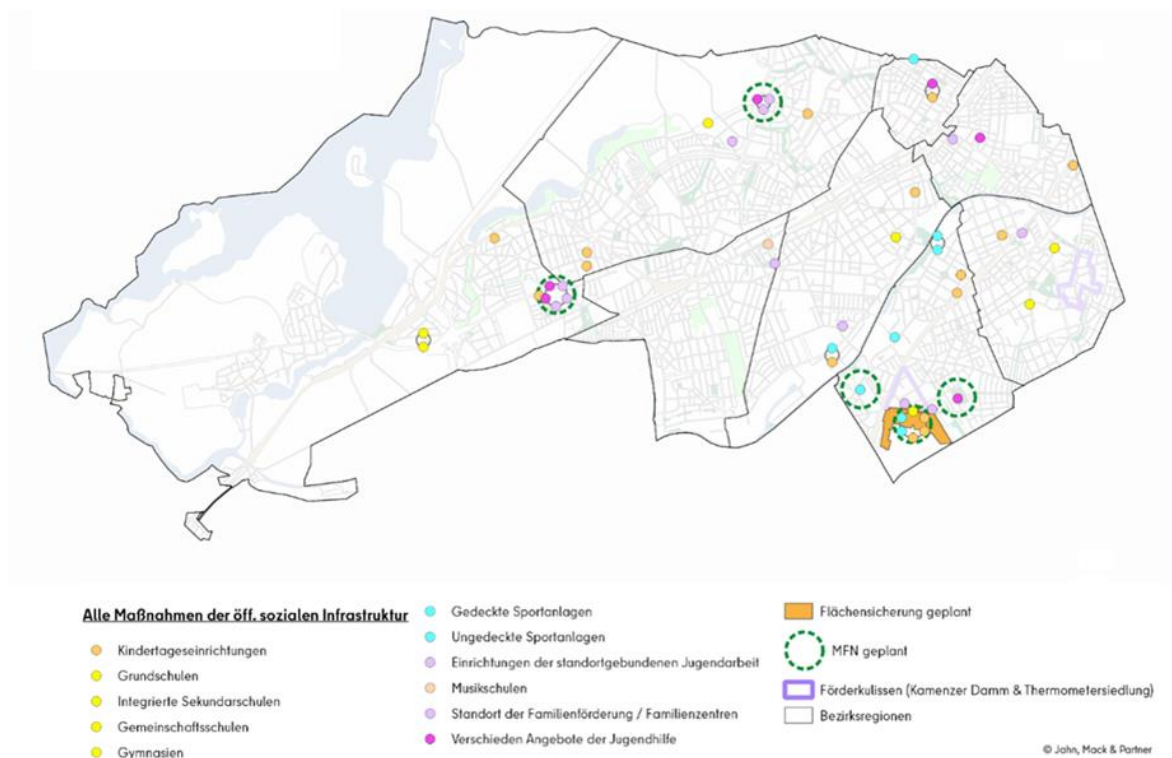 Alle Maßnahmen der öff. sozialen Infrastruktur
Kindertageseinrichtungen
Grundschulen
Integrierte Sekundarschulen
Gemeinschaftsschulen
Gymnasien
Gedeckte Sportanlagen
Ungedeckte Sportanlagen
Einrichtungen der standortgebundenen Jugendarbeit
Musikschulen
Standort der Familienförderung / Familienzentren
Verschieden Angebote der Jugendhilfe
Flächensicherung geplant
MFN geplant
Förderkulissen (Kamenzer Damm & Thermometersiedlung)
Bezirksregionen
© Jahn, Mack & Partner